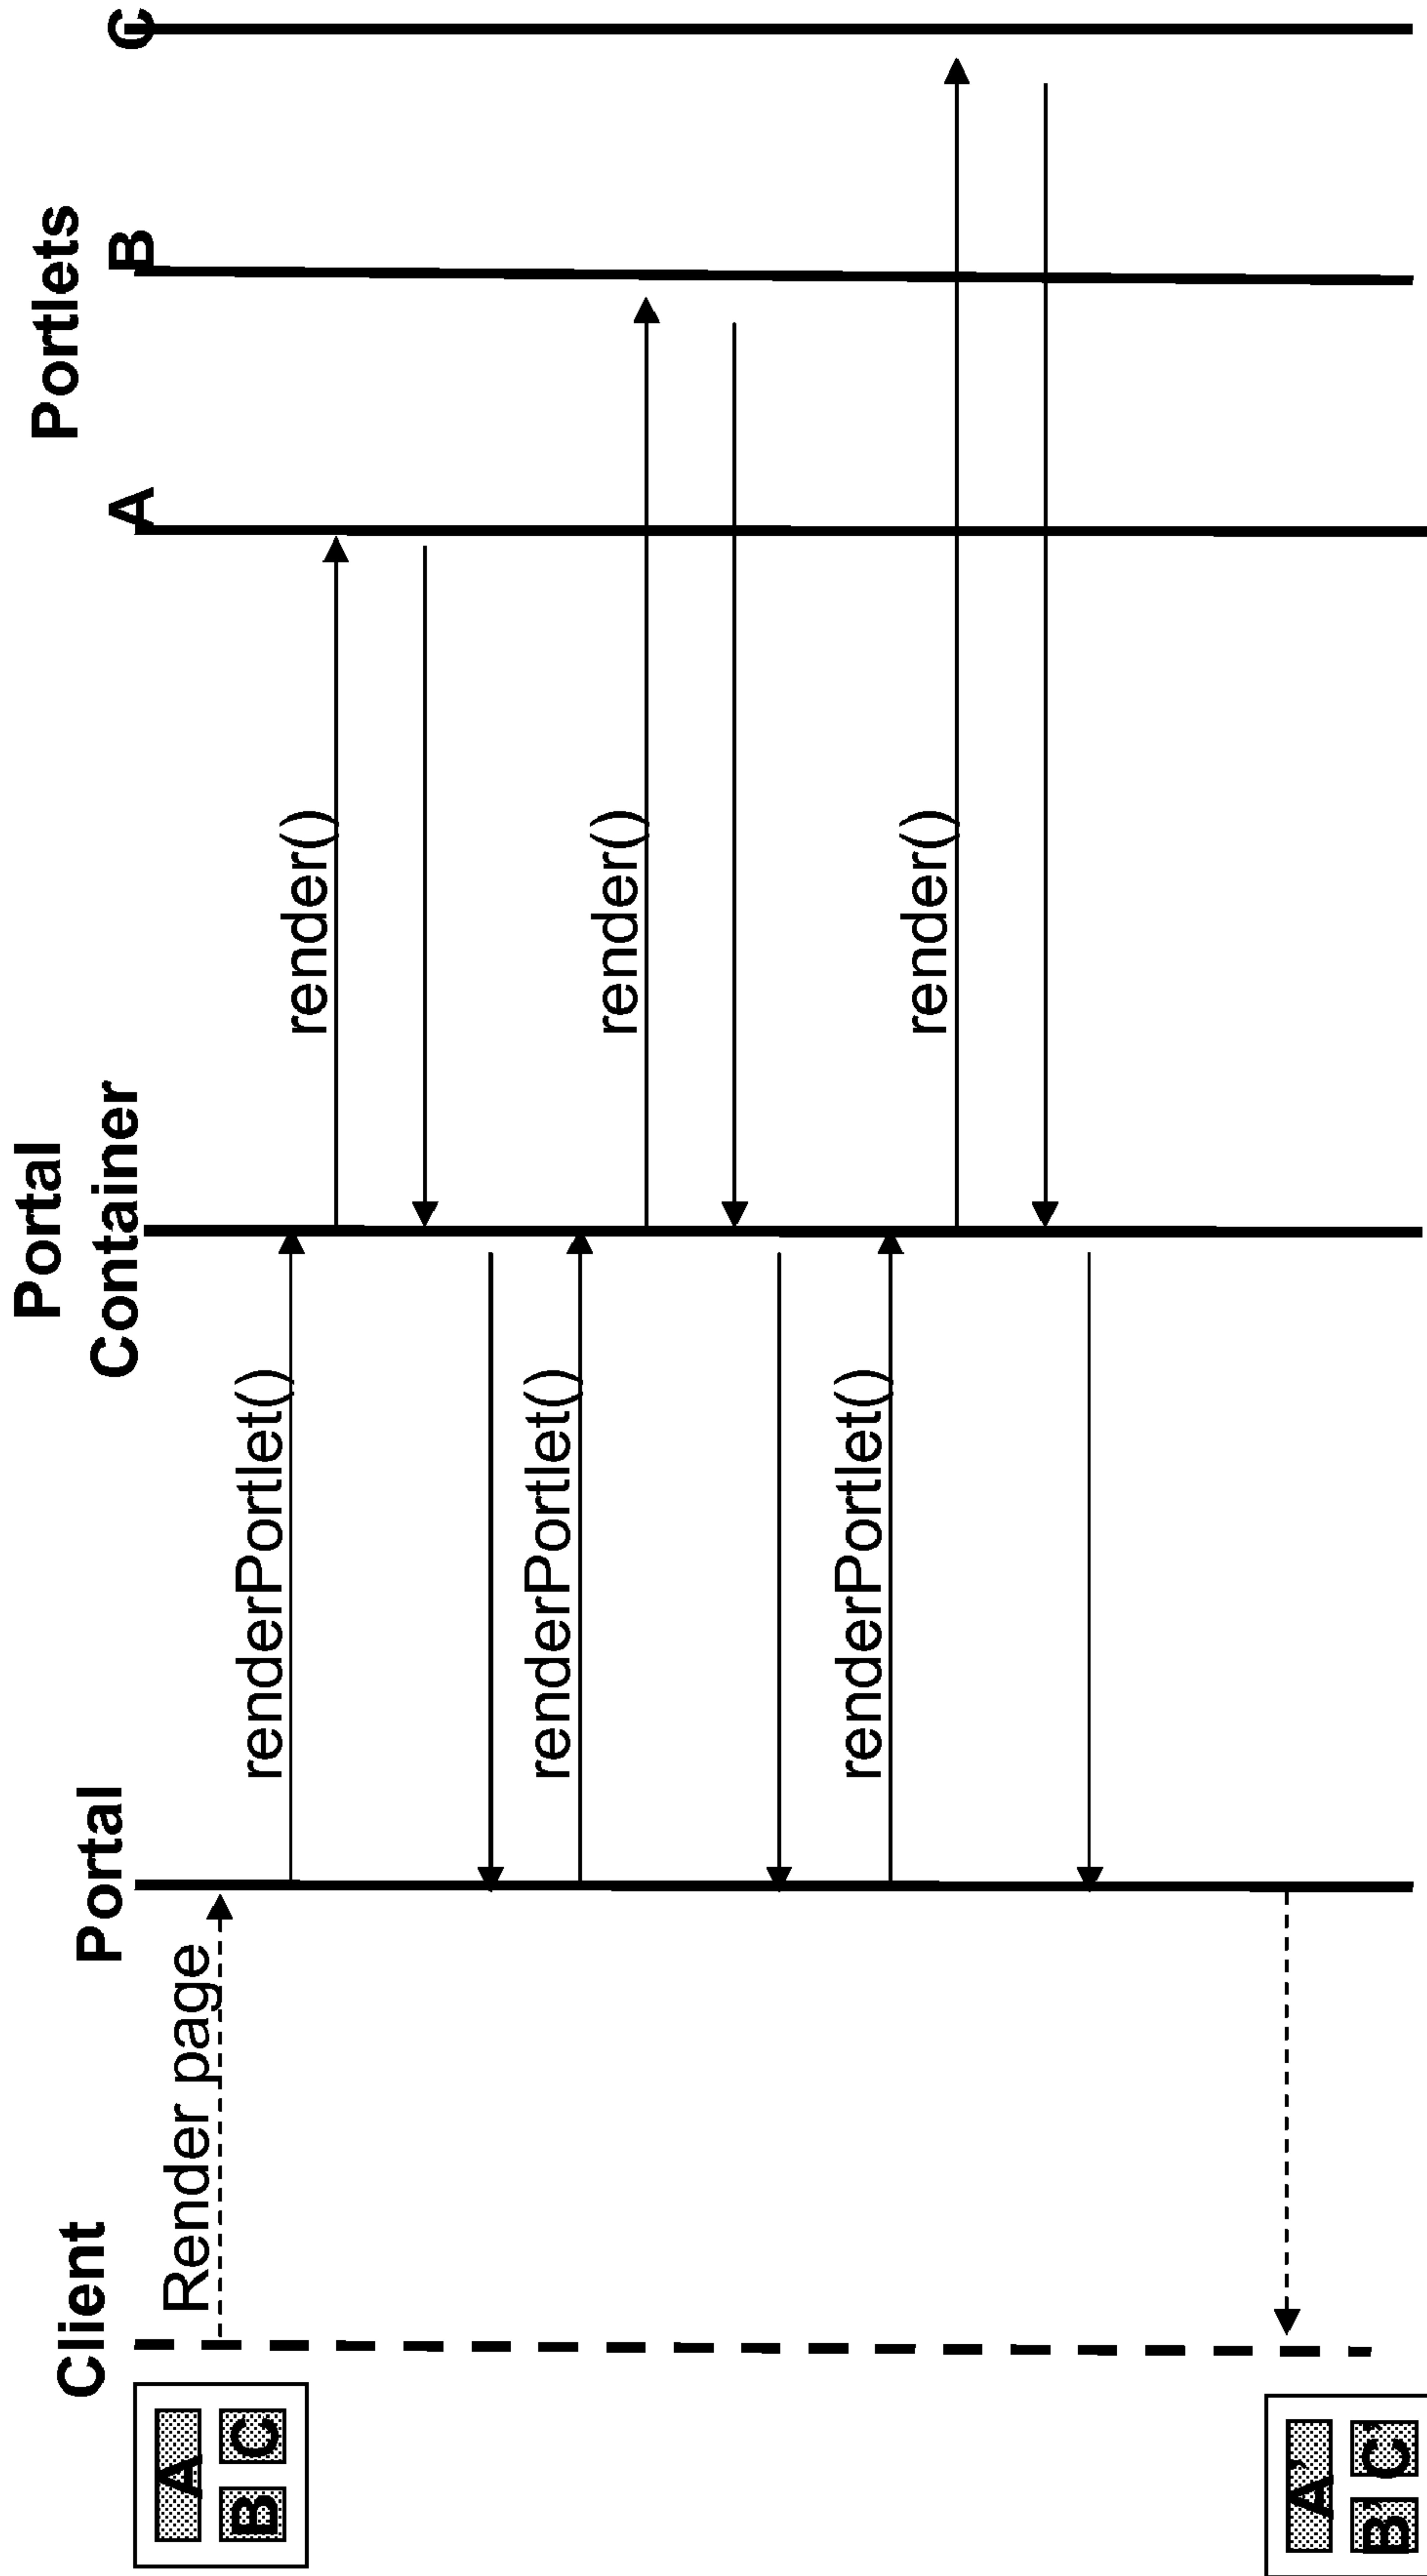 Client
Portal
Portal
Container
Portlets
A
B
C
Render page
renderPortlet()
render()
renderPortlet()
render()
renderPortlet()
render()
A
B
C
A'
B'
C'